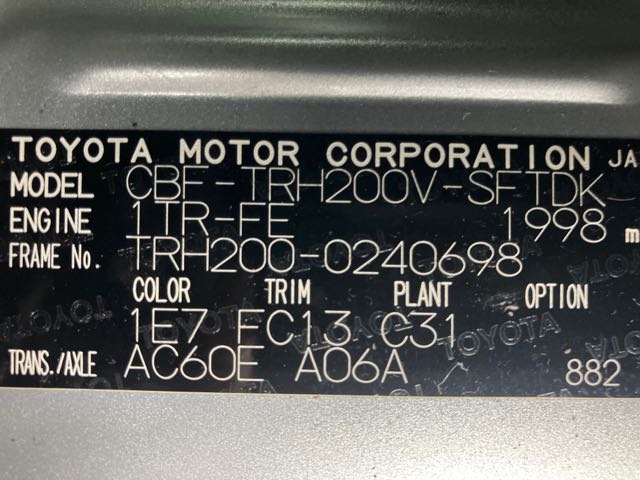 TOYOTA MOTOR CORPORATION JA
MODEL CBF-TRH200V-SFTDK
ENGINE 1TR-FE 1998 m
FRAME No. TRH200-0240698
COLOR TRIM PLANT OPTION
1E7 FC13 C31
TRANS./AXLE AC60E A06A 882